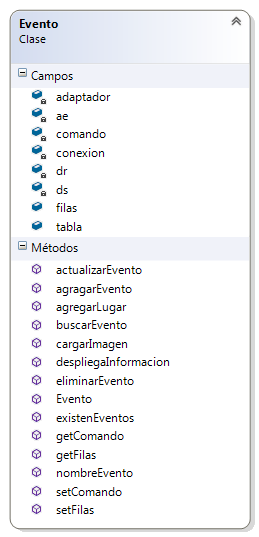 Evento
Clase
Campos
adaptador
ae
comando
conexion
dr
ds
filas
tabla
Métodos
actualizarEvento
agragarEvento
agregarLugar
buscarEvento
cargarImagen
despliegaInformacion
eliminarEvento
Evento
existenEventos
getComando
getFilas
nombreEvento
setComando
setFilas